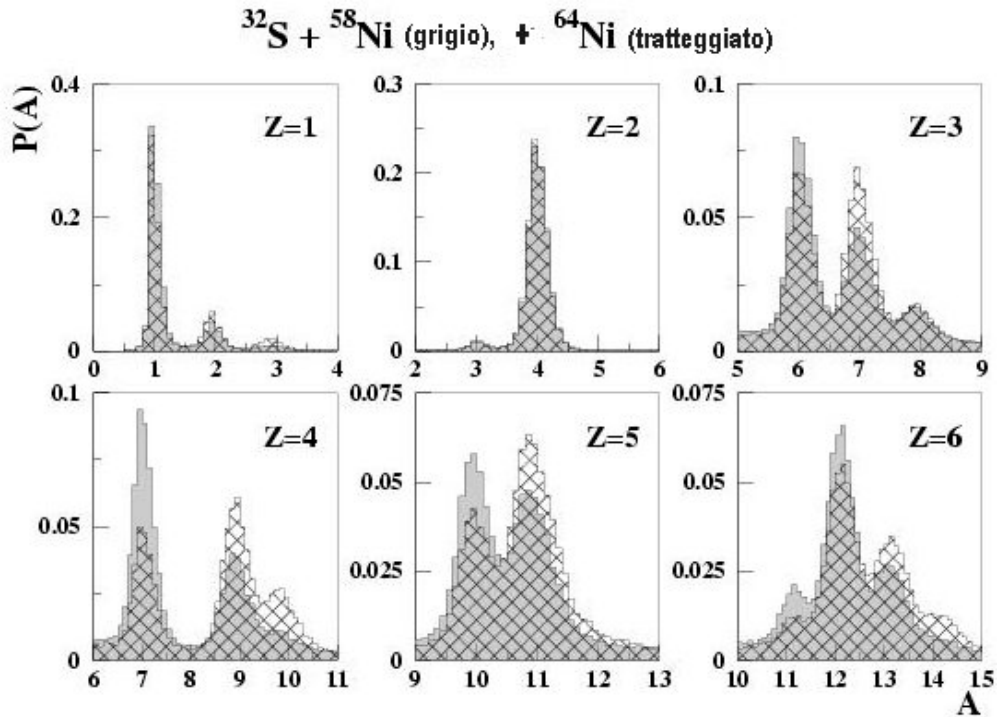 32S + 58Ni (grigio), + 64Ni (tratteggiato)
P(A)
0.4
0.2
0
Z=1
0 1 2 3 4
0.3
0.2
0.1
0
Z=2
2 3 4 5 6
0.1
0.05
0
Z=3
5 6 7 8 9
0.1
0.05
0
Z=4
6 7 8 9 10 11
0.075
0.05
0.025
0
Z=5
9 10 11 12 13
0.075
0.05
0.025
0
Z=6
10 11 12 13 14 15
A